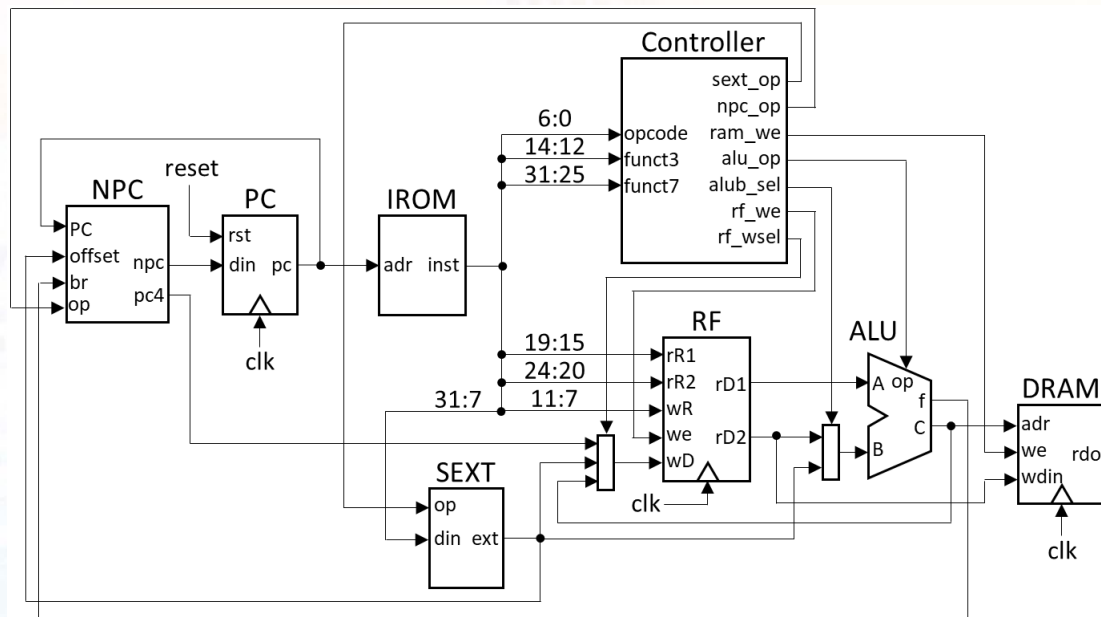 Controller
sext_op
npc_op
6:0
opcode
ram_we
14:12
funct3
alu_op
31:25
funct7
alub_sel
rf_we
rf_wsel
reset
NPC
PC
IROM
PC
rst
offset
npc
din
pc
adr
inst
br
pc4
op
clk
RF
ALU
19:15
rR1
24:20
rR2
rD1
A
op
31:7
11:7
wR
f
DRAM
we
rD2
C
adr
wD
B
we
rdo
wdin
SEXT
op
clk
din
ext
clk